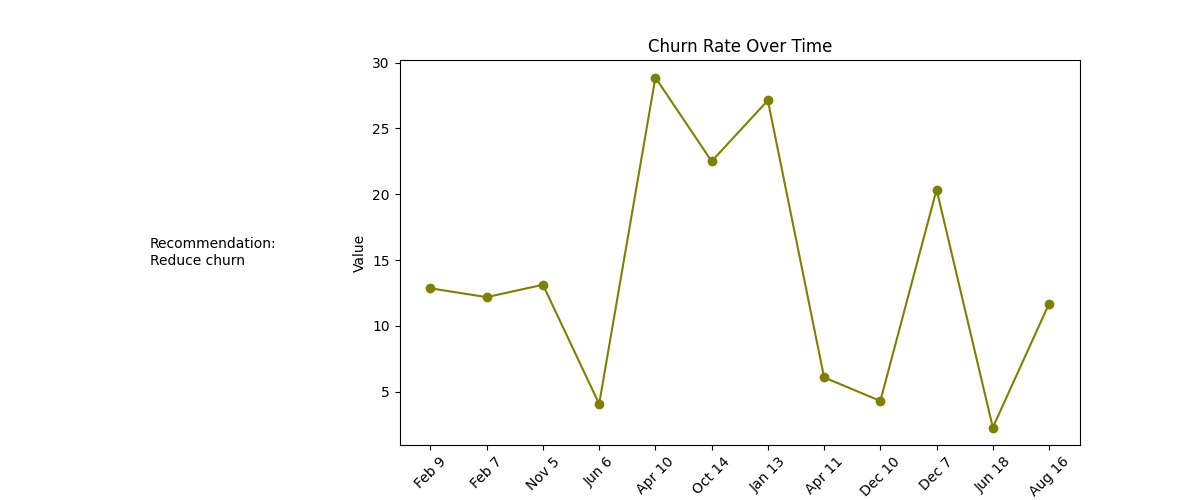 Churn Rate Over Time
Recommendation:
Reduce churn
Value
30
25
20
15
10
5
Feb 9
Feb 7
Nov 5
Jun 6
Apr 10
Oct 14
Jan 13
Apr 11
Dec 10
Dec 7
Jun 18
Aug 16